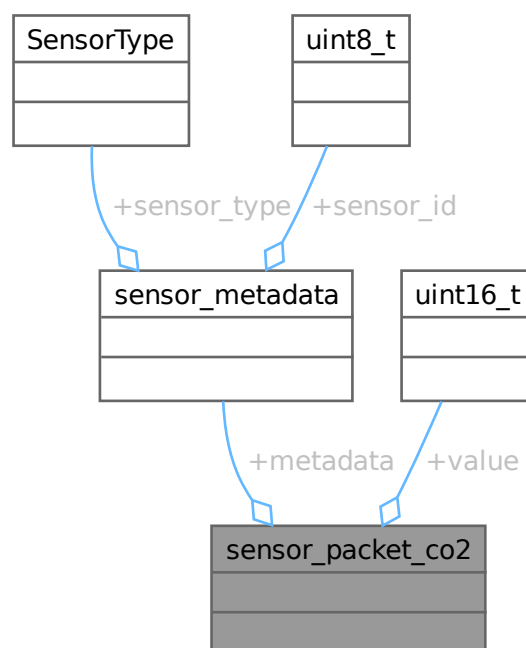 SensorType
uint8_t
+sensor_type
+sensor_id
sensor_metadata
uint16_t
+metadata
+value
sensor_packet_co2